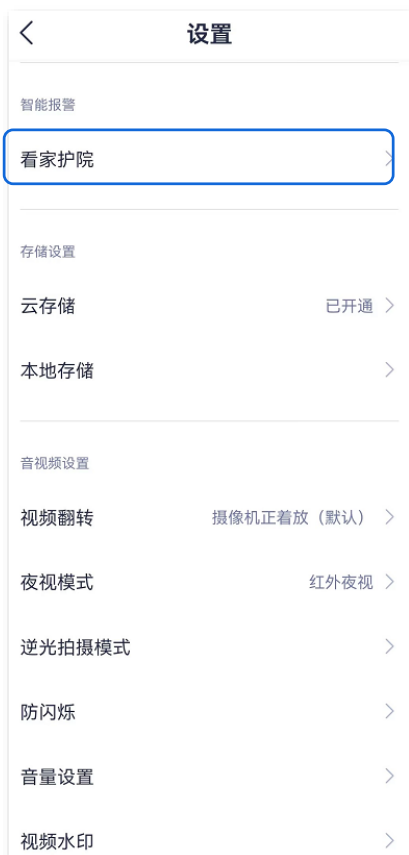 设置
智能报警
看家护院
存储设置
云存储 已开通
本地存储
音视频设置
视频翻转 摄像机正着放（默认）
夜视模式 红外夜视
逆光拍摄模式
防闪烁
音量设置
视频水印